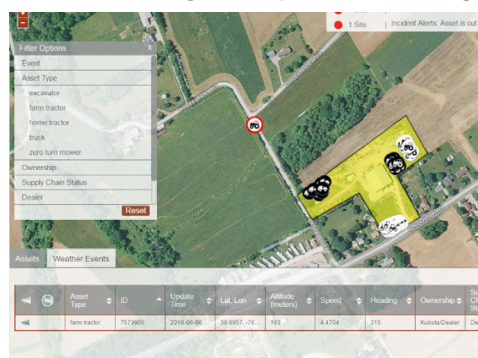 1 Site | Incident Alerts: Asset is out
Filter Options X
Event
Asset Type
excavator
farm tractor
home tractor
truck
zero turn mower
Ownership
Supply Chain Status
Dealer
Reset
Assets Weather Events
Asset Type ID Update Time Lat, Lon Altitude (meters) Speed Heading Ownership
farm tractor 7573905 2016-06-06 39.6957, -76 163 4.4704 215 Kubota/Dealer De